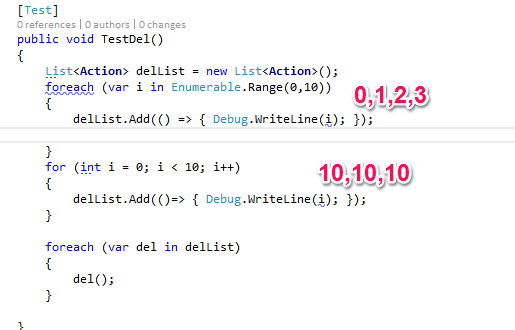 [Test]
0 references | 0 authors | 0 changes
public void TestDel()
{
    List<Action> delList = new List<Action>();
    foreach (var i in Enumerable.Range(0,10))
0,1,2,3
    {
        delList.Add(() => { Debug.WriteLine(i); });
    }
    for (int i = 0; i < 10; i++)
10,10,10
    {
        delList.Add(()=> { Debug.WriteLine(i); });
    }
    foreach (var del in delList)
    {
        del();
    }
}